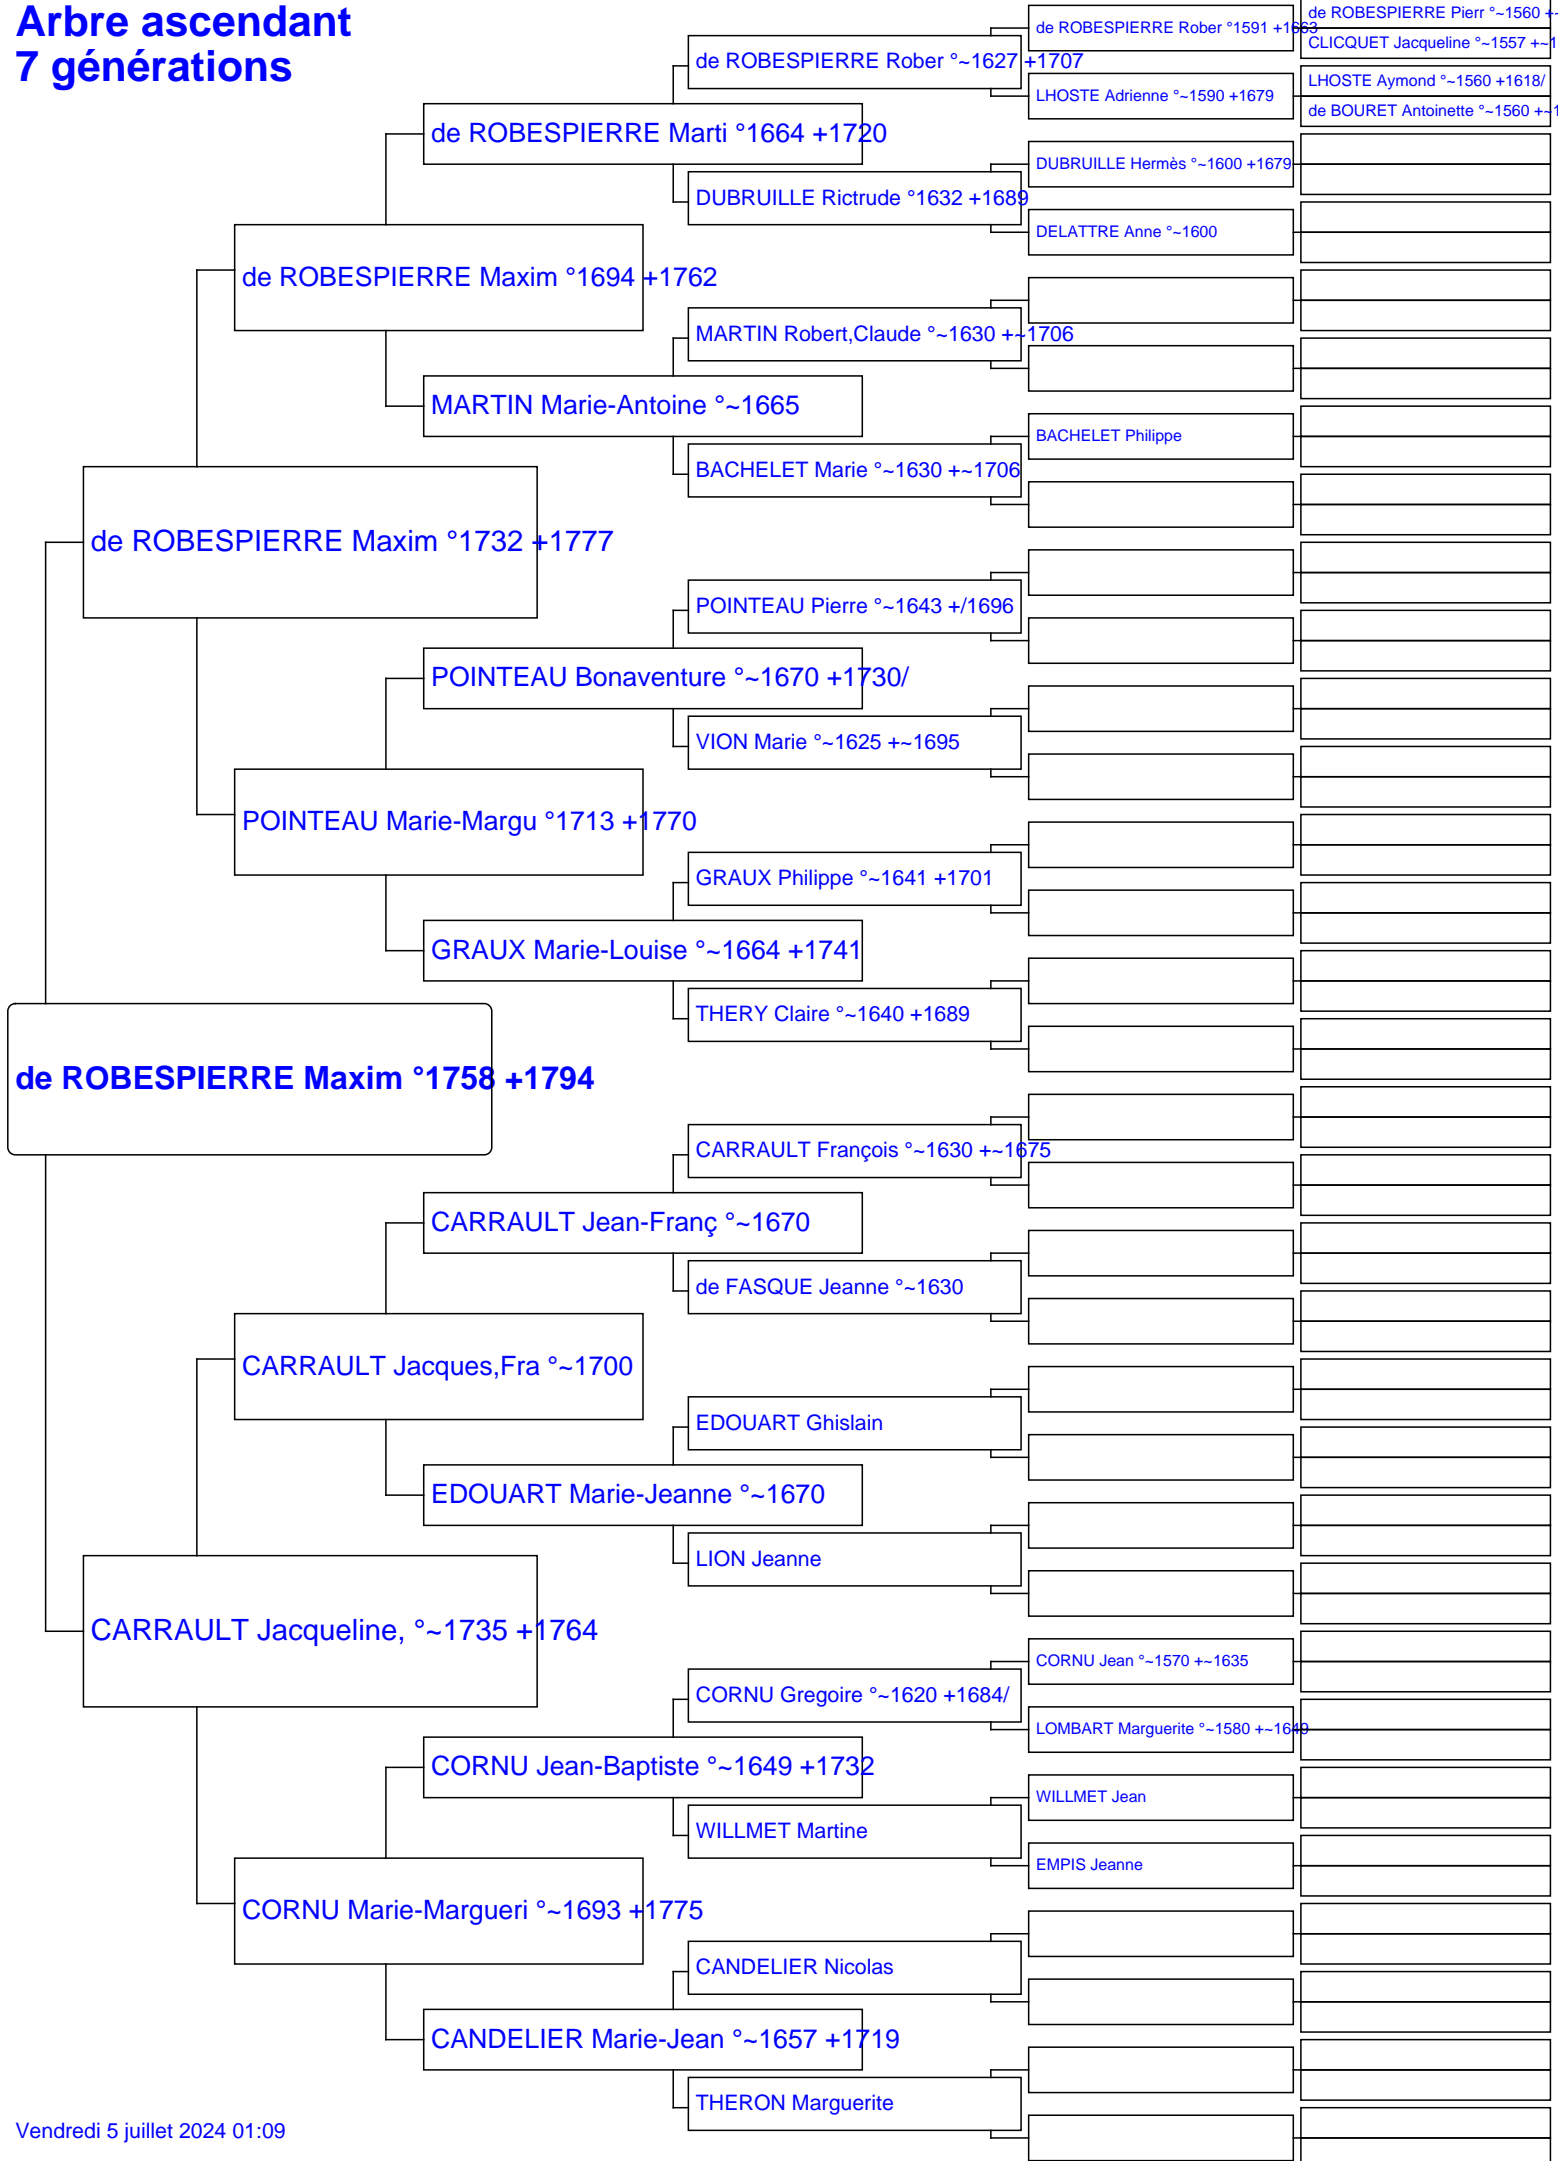 Arbre ascendant
7 générations
de ROBESPIERRE Pierr °~1560 +~
de ROBESPIERRE Rober °1591 +1663
CLICQUET Jacqueline °~1557 +~1
de ROBESPIERRE Rober °~1627 +1707
LHOSTE Aymond °~1560 +1618/
LHOSTE Adrienne °~1590 +1679
de BOURET Antoinette °~1560 +~1
de ROBESPIERRE Marti °1664 +1720
DUBRUILLE Hermès °~1600 +1679
DUBRUILLE Rictrude °1632 +1689
DELATTRE Anne °~1600
de ROBESPIERRE Maxim °1694 +1762
MARTIN Robert,Claude °~1630 +~1706
MARTIN Marie-Antoine °~1665
BACHELET Philippe
BACHELET Marie °~1630 +~1706
de ROBESPIERRE Maxim °1732 +1777
POINTEAU Pierre °~1643 +/1696
POINTEAU Bonaventure °~1670 +1730/
VION Marie °~1625 +~1695
POINTEAU Marie-Margu °1713 +1770
GRAUX Philippe °~1641 +1701
GRAUX Marie-Louise °~1664 +1741
THERY Claire °~1640 +1689
de ROBESPIERRE Maxim °1758 +1794
CARRAULT François °~1630 +~1675
CARRAULT Jean-Franç °~1670
de FASQUE Jeanne °~1630
CARRAULT Jacques,Fra °~1700
EDOUART Ghislain
EDOUART Marie-Jeanne °~1670
LION Jeanne
CARRAULT Jacqueline, °~1735 +1764
CORNU Jean °~1570 +~1635
CORNU Gregoire °~1620 +1684/
LOMBART Marguerite °~1580 +~1649
CORNU Jean-Baptiste °~1649 +1732
WILLMET Jean
WILLMET Martine
EMPIS Jeanne
CORNU Marie-Margueri °~1693 +1775
CANDELIER Nicolas
CANDELIER Marie-Jean °~1657 +1719
THERON Marguerite
Vendredi 5 juillet 2024 01:09